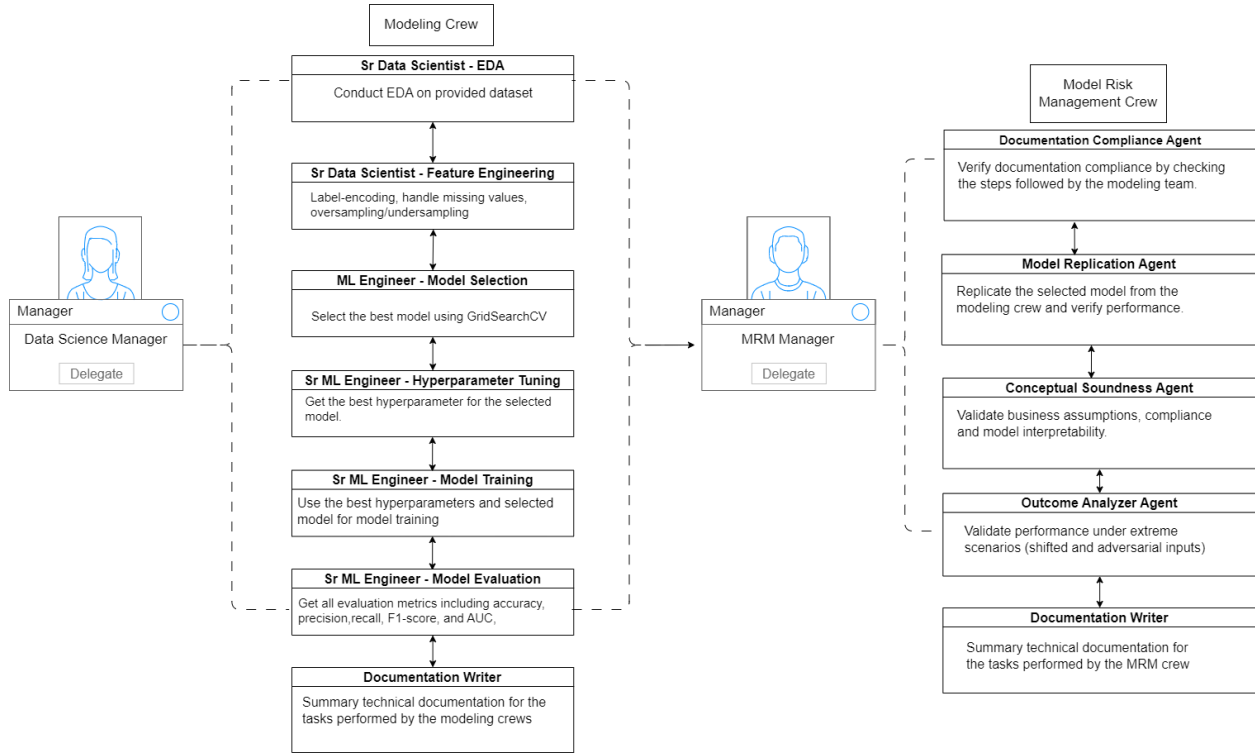 Modeling Crew
Sr Data Scientist - EDA
Conduct EDA on provided dataset
Sr Data Scientist - Feature Engineering
Label-encoding, handle missing values,
oversampling/undersampling
ML Engineer - Model Selection
Select the best model using GridSearchCV
Sr ML Engineer - Hyperparameter Tuning
Get the best hyperparameter for the selected
model.
Sr ML Engineer - Model Training
Use the best hyperparameters and selected
model for model training
Sr ML Engineer - Model Evaluation
Get all evaluation metrics including accuracy,
precision,recall, F1-score, and AUC,
Documentation Writer
Summary technical documentation for the
tasks performed by the modeling crews
Manager
Data Science Manager
Delegate
Manager
MRM Manager
Delegate
Model Risk
Management Crew
Documentation Compliance Agent
Verify documentation compliance by checking
the steps followed by the modeling team.
Model Replication Agent
Replicate the selected model from the
modeling crew and verify performance.
Conceptual Soundness Agent
Validate business assumptions, compliance
and model interpretability.
Outcome Analyzer Agent
Validate performance under extreme
scenarios (shifted and adversarial inputs)
Documentation Writer
Summary technical documentation for
the tasks performed by the MRM crew